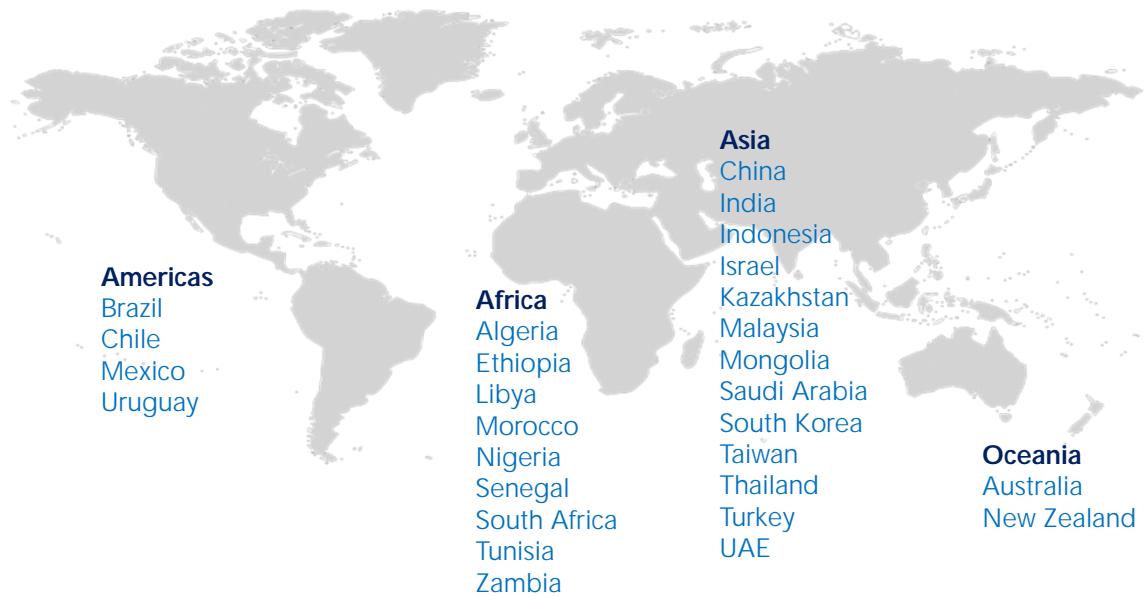 Americas
Brazil
Chile
Mexico
Uruguay
Africa
Algeria
Ethiopia
Libya
Morocco
Nigeria
Senegal
South Africa
Tunisia
Zambia
Asia
China
India
Indonesia
Israel
Kazakhstan
Malaysia
Mongolia
Saudi Arabia
South Korea
Taiwan
Thailand
Turkey
UAE
Oceania
Australia
New Zealand